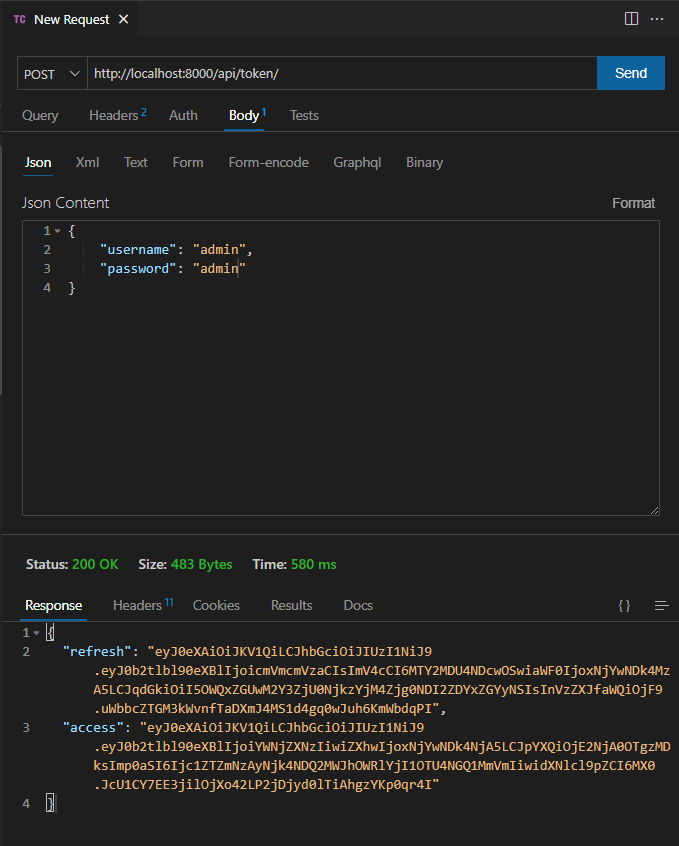 TC New Request
POST http://localhost:8000/api/token/ Send
Query Headers 2 Auth Body 1 Tests
Json Xml Text Form Form-encode Graphql Binary
Json Content Format
1 {
2 "username": "admin",
3 "password": "admin"
4 }
Status: 200 OK Size: 483 Bytes Time: 580 ms
Response Headers 11 Cookies Results Docs { }
1 {
2 "refresh": "eyJ0eXAiOiJKV1QiLCJhbGciOiJIUzI1NiJ9
.eyJ0b2tlbl90eXBlIjoicmVmcmVzaCIsImV4cCI6MTY2MDU4NDcwOSwiaWF0IjoxNjYwNDk4Mz
A5LCJqdGkiOiI5OWQxZGUwM2Y3ZjU0NjkzYjM4Zjg0NDI2ZDYxZGYyNSIsInVzZXJfaWQiOjF9
.uWbbcZTGM3kWvnfTaDXmJ4MS1d4gq0wJuh6KmWbdqPI",
3 "access": "eyJ0eXAiOiJKV1QiLCJhbGciOiJIUzI1NiJ9
.eyJ0b2tlbl90eXBlIjoiYWNjZXNzIiwiZXhwIjoxNjYwNDk4NjA5LCJpYXQiOjE2NjA0OTgzMD
ksImp0aSI6Ijc1ZTZmNzAyNjk4NDQ2MWJhOWRlYjI1OTU4NGQ1MmVmIiwidXNlcl9pZCI6MX0
.JcU1CY7EE3jilOjXo42LP2jDjyd0lTiAhgzYKp0qr4I"
4 }